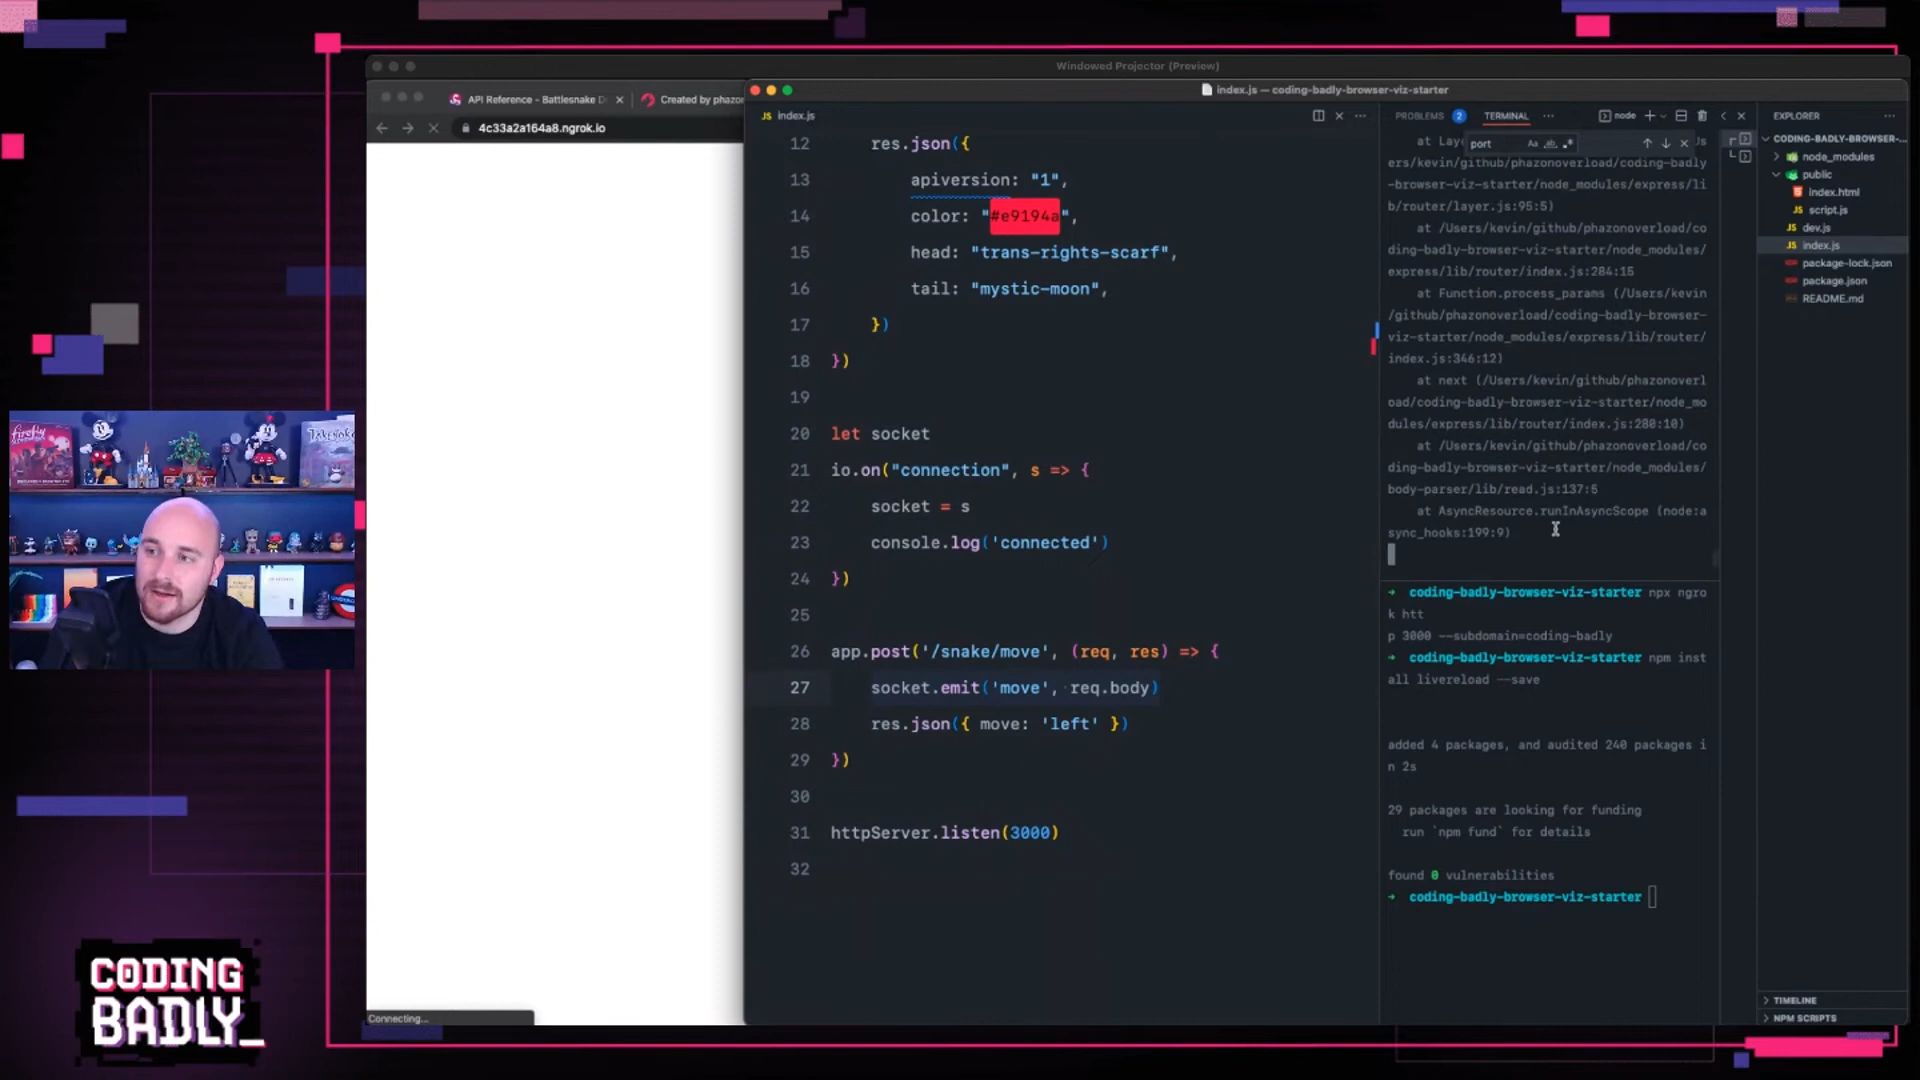 Windowed Projector (Preview)
API Reference - Battlesnake D
Created by phazon
4c33a2a164a8.ngrok.io
Connecting...
index.js — coding-badly-browser-viz-starter
JS index.js
12 res.json({
13 apiversion: "1",
14 color: "#e9194a",
15 head: "trans-rights-scarf",
16 tail: "mystic-moon",
17 })
18 })
19
20 let socket
21 io.on("connection", s => {
22 socket = s
23 console.log('connected')
24 })
25
26 app.post('/snake/move', (req, res) => {
27 socket.emit('move', req.body)
28 res.json({ move: 'left' })
29 })
30
31 httpServer.listen(3000)
32
PROBLEMS 2 TERMINAL ··· node
port
at Lay
ers/kevin/github/phazonoverload/coding-badly
-browser-viz-starter/node_modules/express/li
b/router/layer.js:95:5)
at /Users/kevin/github/phazonoverload/co
ding-badly-browser-viz-starter/node_modules/
express/lib/router/index.js:284:15
at Function.process_params (/Users/kevin
/github/phazonoverload/coding-badly-browser-
viz-starter/node_modules/express/lib/router/
index.js:346:12)
at next (/Users/kevin/github/phazonoverl
oad/coding-badly-browser-viz-starter/node_mo
dules/express/lib/router/index.js:280:10)
at /Users/kevin/github/phazonoverload/co
ding-badly-browser-viz-starter/node_modules/
body-parser/lib/read.js:137:5
at AsyncResource.runInAsyncScope (node:a
sync_hooks:199:9)
→ coding-badly-browser-viz-starter npx ngro
k htt
p 3000 --subdomain=coding-badly
→ coding-badly-browser-viz-starter npm inst
all livereload --save
added 4 packages, and audited 240 packages i
n 2s
29 packages are looking for funding
run `npm fund` for details
found 0 vulnerabilities
→ coding-badly-browser-viz-starter
EXPLORER ···
CODING-BADLY-BROWSER-...
node_modules
public
index.html
JS script.js
JS dev.js
JS index.js
package-lock.json
package.json
README.md
TIMELINE
NPM SCRIPTS
firefly
TAKENOKO
UNDERG
CODING
BADLY_